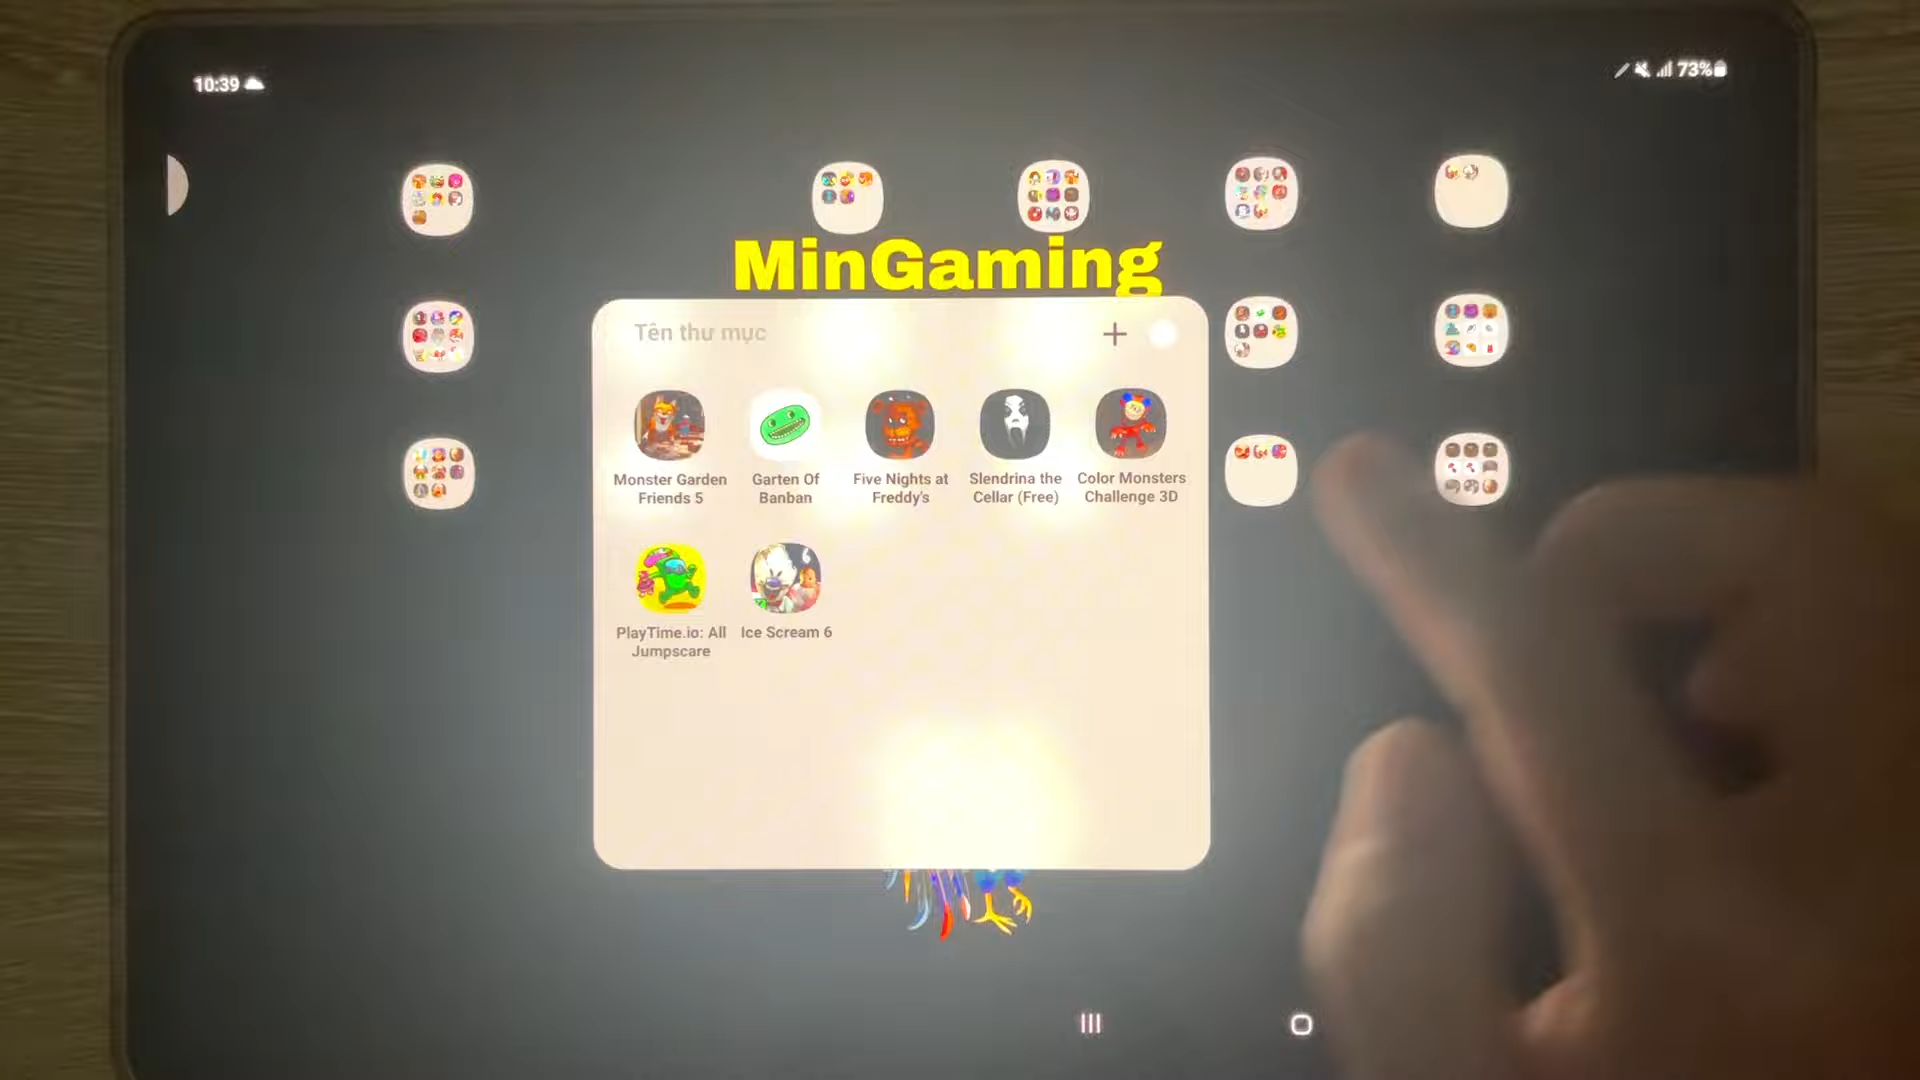 10:39
73%
MinGaming
Tên thư mục
Monster Garden
Friends 5
Garten Of
Banban
Five Nights at
Freddy's
Slendrina the
Cellar (Free)
Color Monsters
Challenge 3D
PlayTime.io: All
Jumpscare
6
Ice Scream 6